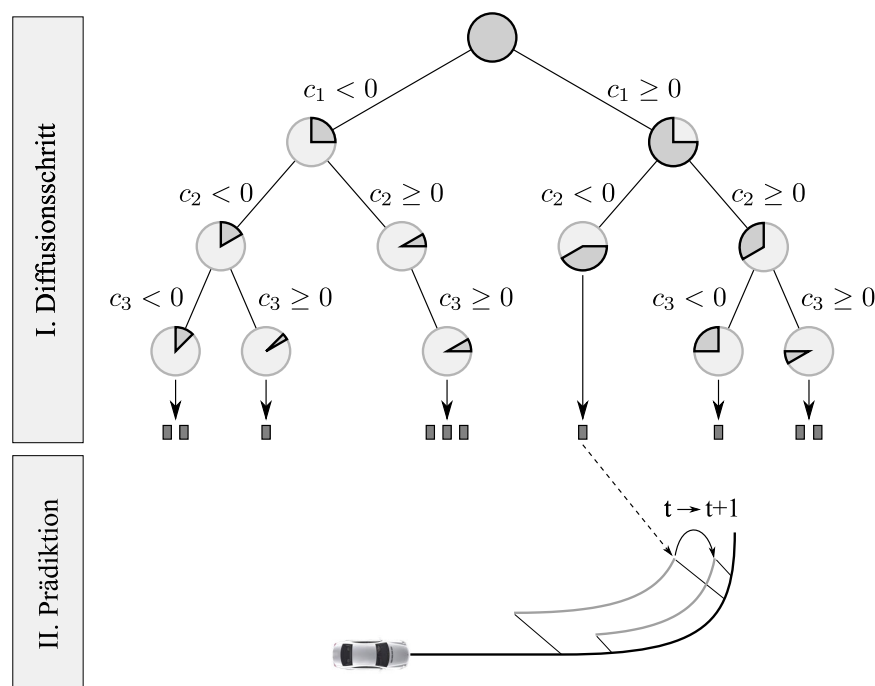 I. Diffusionsschritt
c₁ < 0
c₁ ≥ 0
c₂ < 0
c₂ ≥ 0
c₂ < 0
c₂ ≥ 0
c₃ < 0
c₃ ≥ 0
c₃ ≥ 0
c₃ < 0
c₃ ≥ 0
II. Prädiktion
t → t+1